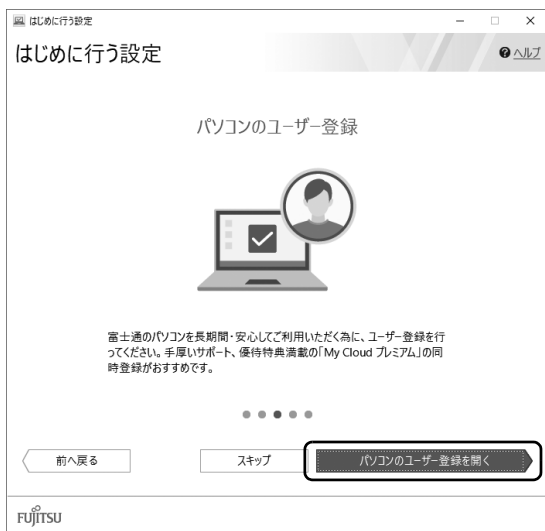 はじめに行う設定
はじめに行う設定
ヘルプ
パソコンのユーザー登録
富士通のパソコンを長期間・安心してご利用いただく為に、ユーザー登録を行
ってください。手厚いサポート、優待特典満載の「My Cloud プレミアム」の同
時登録がおすすめです。
前へ戻る
スキップ
パソコンのユーザー登録を開く
FUJITSU